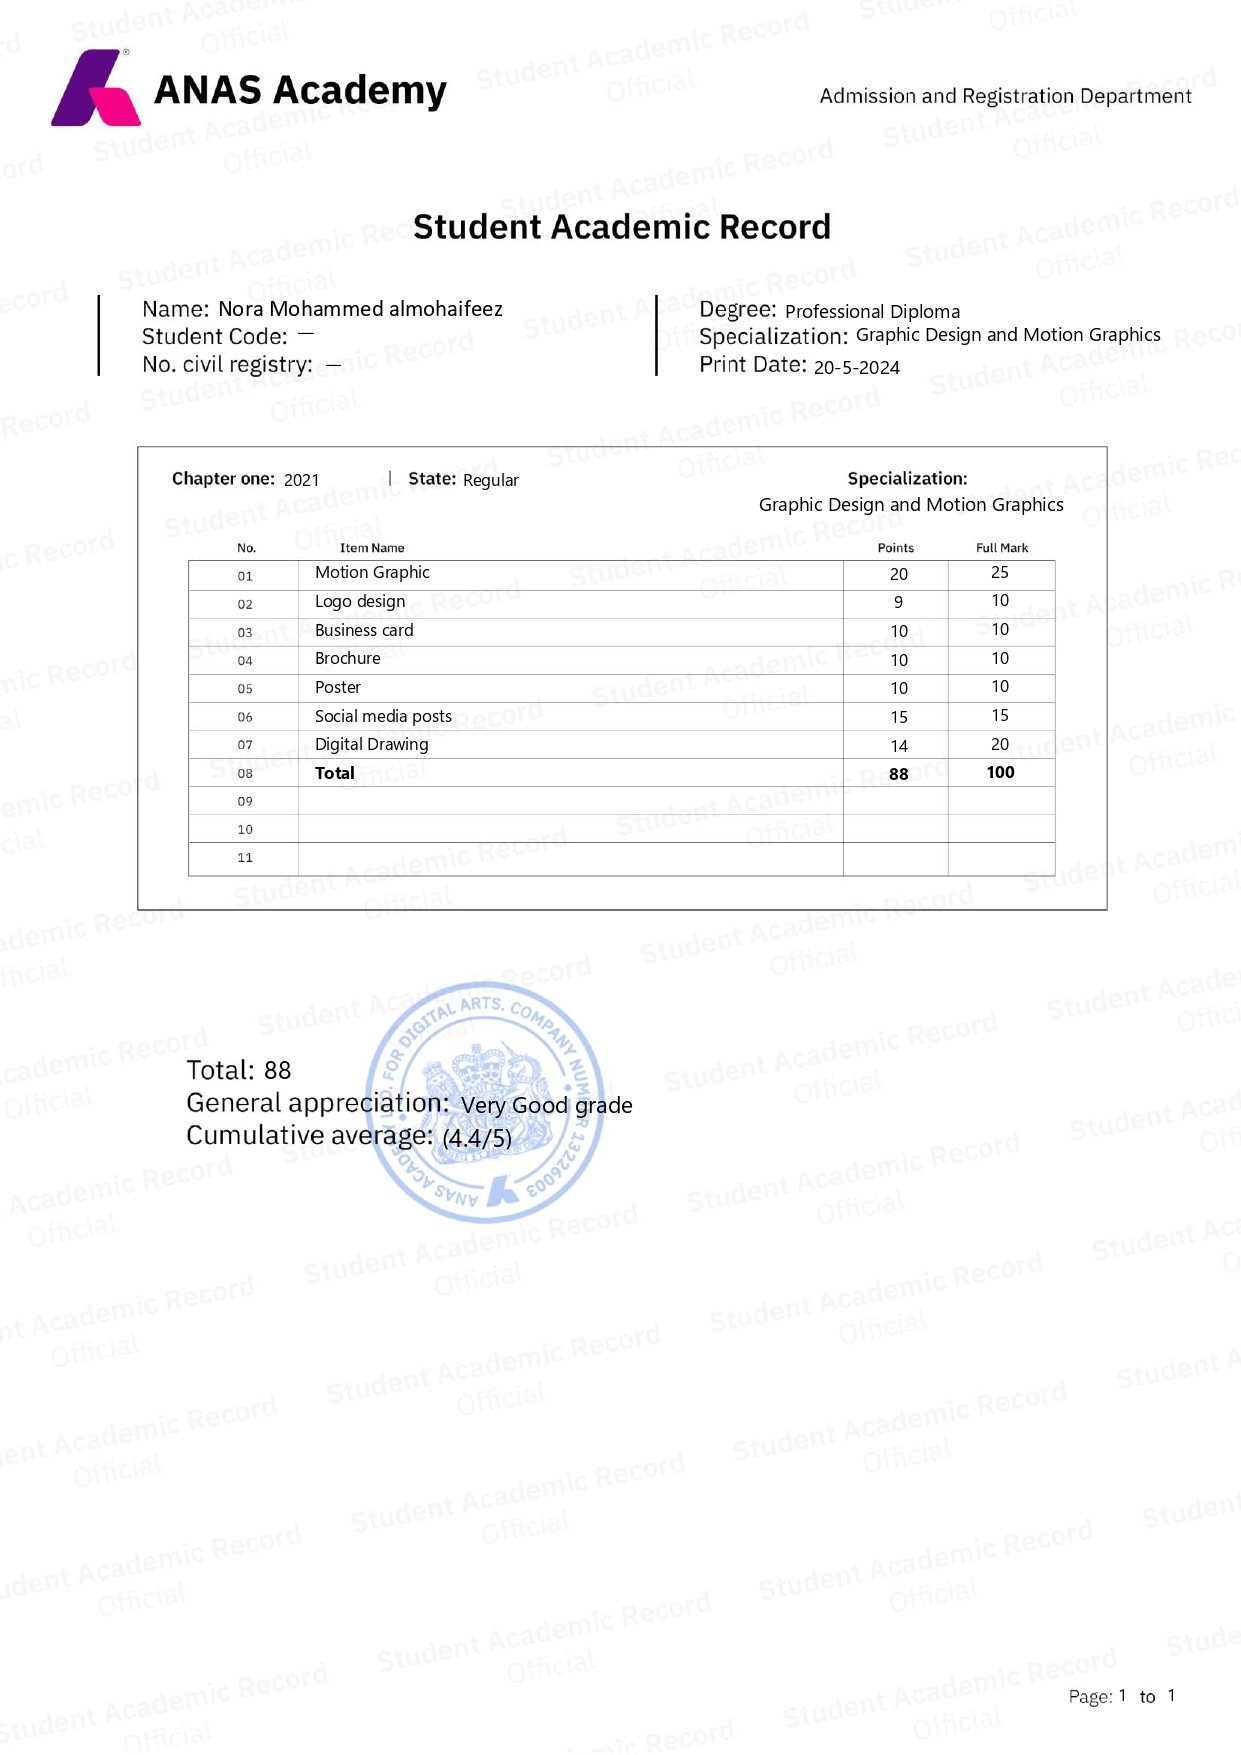 ANAS Academy
Admission and Registration Department
Student Academic Record
Name: Nora Mohammed almohaifeez
Student Code: —
No. civil registry: —
Degree: Professional Diploma
Specialization: Graphic Design and Motion Graphics
Print Date: 20-5-2024
Chapter one: 2021 | State: Regular
Specialization:
Graphic Design and Motion Graphics
No. Item Name Points Full Mark
01 Motion Graphic 20 25
02 Logo design 9 10
03 Business card 10 10
04 Brochure 10 10
05 Poster 10 10
06 Social media posts 15 15
07 Digital Drawing 14 20
08 Total 88 100
09
10
11
Total: 88
General appreciation: Very Good grade
Cumulative average: (4.4/5)
ANAS ACADEMY LTD. FOR DIGITAL ARTS. COMPANY NUMBER 13226003
Page: 1 to 1
Student Academic Record
Official